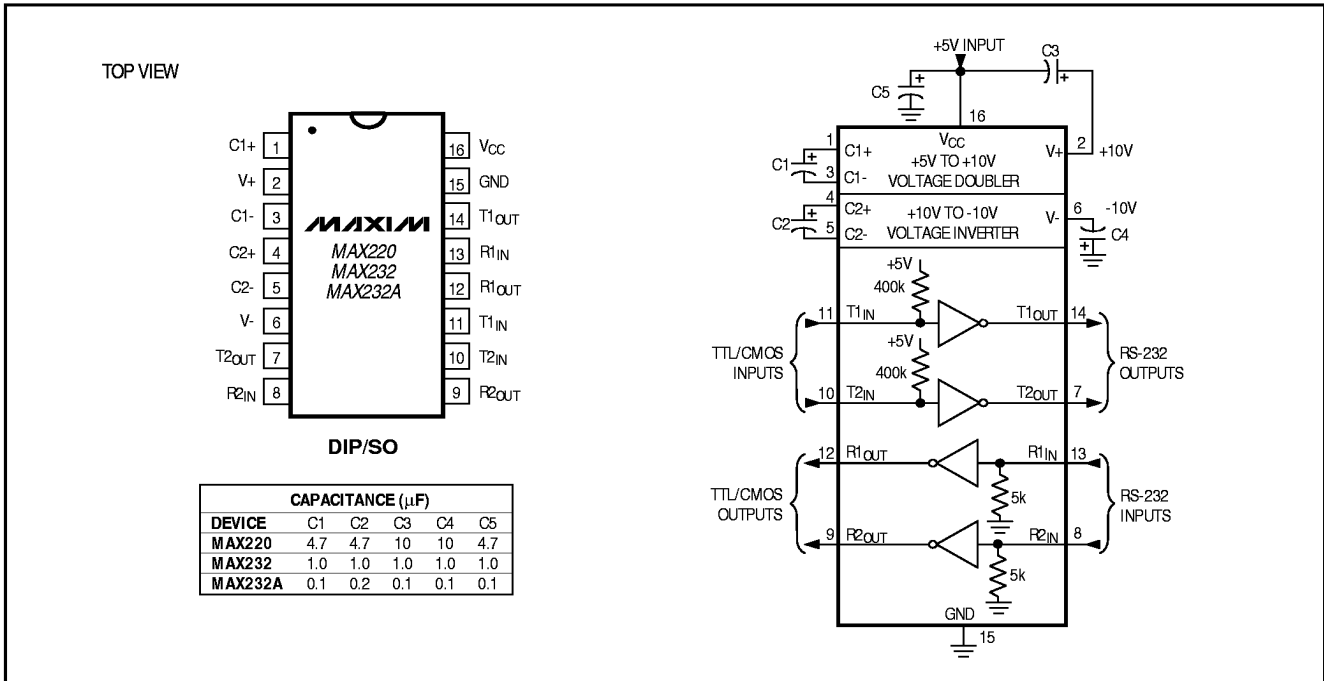 TOP VIEW
C1+ 1
V+ 2
C1- 3
C2+ 4
C2- 5
V- 6
T2OUT 7
R2IN 8
16 VCC
15 GND
14 T1OUT
13 R1IN
12 R1OUT
11 T1IN
10 T2IN
9 R2OUT
MAXIM
MAX220
MAX232
MAX232A
DIP/SO
CAPACITANCE (µF)
DEVICE C1 C2 C3 C4 C5
MAX220 4.7 4.7 10 10 4.7
MAX232 1.0 1.0 1.0 1.0 1.0
MAX232A 0.1 0.2 0.1 0.1 0.1
+5V INPUT
C3
+
C5
+
16
VCC
1
C1+
C1
+
3
C1-
+5V TO +10V
VOLTAGE DOUBLER
V+
2
+10V
4
C2+
C2
+
5
C2-
+10V TO -10V
VOLTAGE INVERTER
V-
6
-10V
C4
+
+5V
400k
11 T1IN
T1OUT 14
+5V
400k
10 T2IN
T2OUT 7
TTL/CMOS
INPUTS
RS-232
OUTPUTS
12 R1OUT
R1IN 13
5k
9 R2OUT
R2IN 8
5k
TTL/CMOS
OUTPUTS
RS-232
INPUTS
GND
15